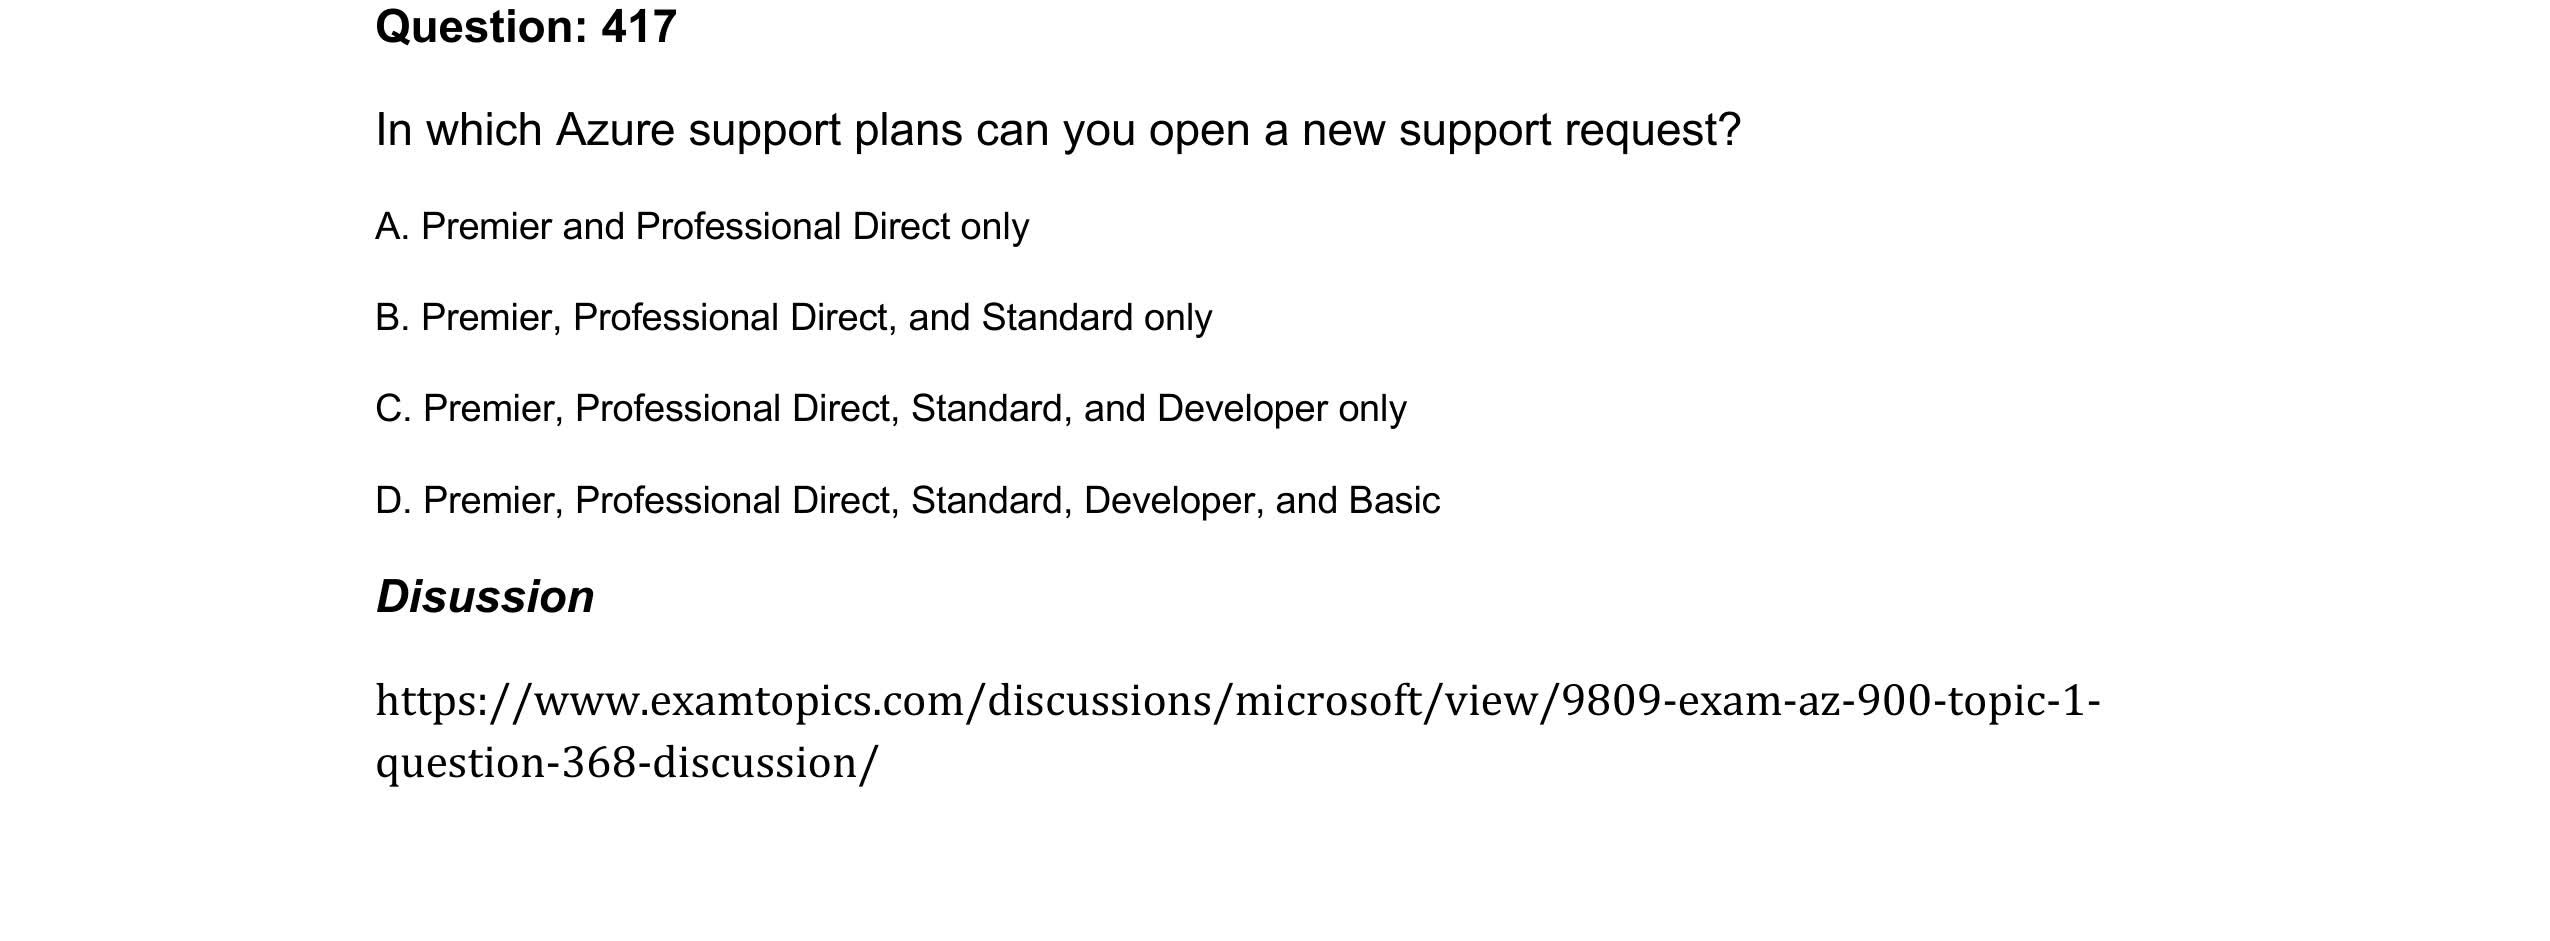 Question: 417
In which Azure support plans can you open a new support request?
A. Premier and Professional Direct only
B. Premier, Professional Direct, and Standard only
C. Premier, Professional Direct, Standard, and Developer only
D. Premier, Professional Direct, Standard, Developer, and Basic
Disussion
https://www.examtopics.com/discussions/microsoft/view/9809-exam-az-900-topic-1-
question-368-discussion/